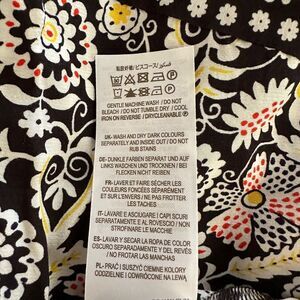 ビスコース/فسكوز
GENTLE MACHINE WASH / DO NOT
BLEACH / DO NOT TUMBLE DRY / COOL
IRON ON REVERSE / DRYCLEANABLE
UK-WASH AND DRY DARK COLOURS
SEPARATELY AND INSIDE OUT / DO NOT
RUB STAINS
DE-DUNKLE FARBEN SEPARAT UND AUF
LINKS WASCHEN UND TROCKNEN / BEI
FLECKEN NICHT REIBEN
FR-LAVER ET FAIRE SÉCHER LES
COULEURS FONCÉES SÉPARÉMENT
ET SUR L'ENVERS / NE PAS FROTTER
LES TACHES
IT-LAVARE E ASCIUGARE I CAPI SCURI
SEPARATAMENTE E AL ROVESCIO / NON
STROFINARE LE MACCHIE
ES-LAVAR Y SECAR LA ROPA DE COLOR
OSCURO SEPARADAMENTE Y DEL REVÉS.
NO FROTAR LAS MANCHAS
PL-PRAĆ I SUSZYĆ CIEMNE KOLORY
ODDZIELNIE I ODWRÓCONE NA LEWĄ